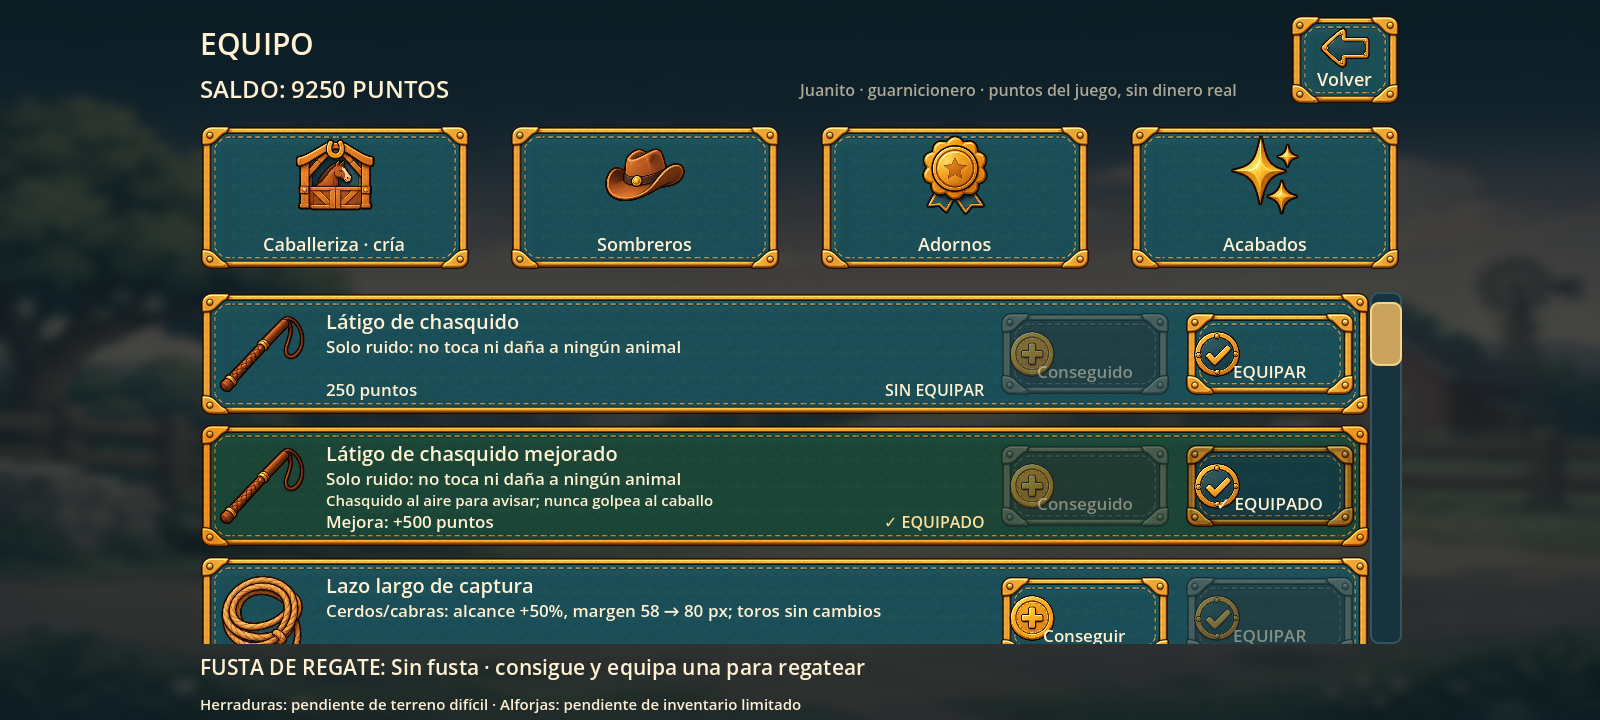 EQUIPO
SALDO: 9250 PUNTOS
Juanito · guarnicionero · puntos del juego, sin dinero real
Volver
Caballeriza · cría
Sombreros
Adornos
Acabados
Látigo de chasquido
Solo ruido: no toca ni daña a ningún animal
250 puntos
SIN EQUIPAR
Conseguido
EQUIPAR
Látigo de chasquido mejorado
Solo ruido: no toca ni daña a ningún animal
Chasquido al aire para avisar; nunca golpea al caballo
Mejora: +500 puntos
✓ EQUIPADO
Conseguido
✓ EQUIPADO
Lazo largo de captura
Cerdos/cabras: alcance +50%, margen 58 → 80 px; toros sin cambios
Conseguir
EQUIPAR
FUSTA DE REGATE: Sin fusta · consigue y equipa una para regatear
Herraduras: pendiente de terreno difícil · Alforjas: pendiente de inventario limitado